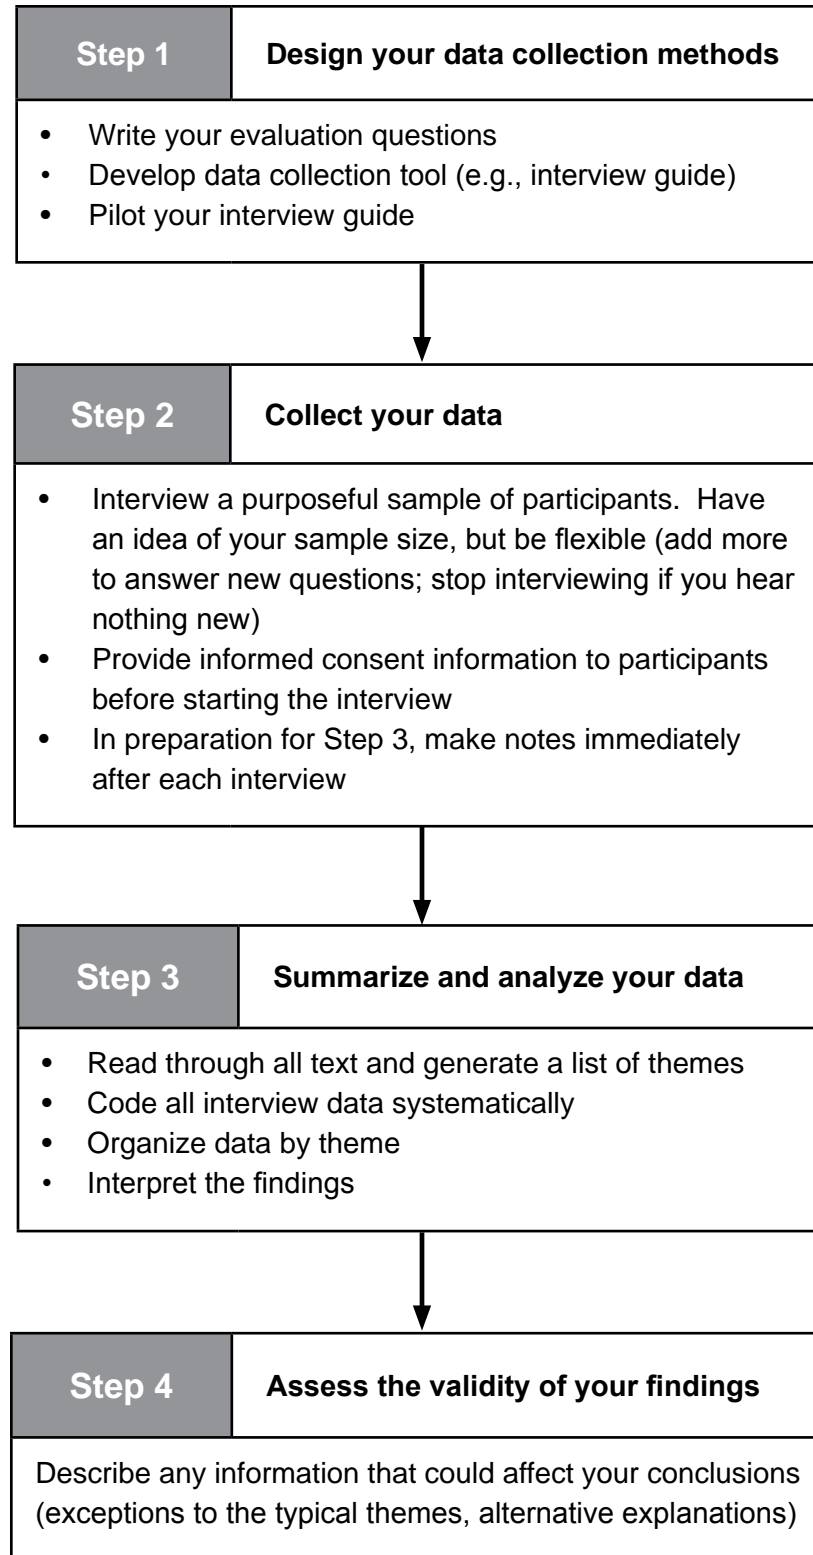 Step 1
Design your data collection methods
• Write your evaluation questions
• Develop data collection tool (e.g., interview guide)
• Pilot your interview guide
Step 2
Collect your data
• Interview a purposeful sample of participants.  Have
an idea of your sample size, but be flexible (add more
to answer new questions; stop interviewing if you hear
nothing new)
• Provide informed consent information to participants
before starting the interview
• In preparation for Step 3, make notes immediately
after each interview
Step 3
Summarize and analyze your data
• Read through all text and generate a list of themes
• Code all interview data systematically
• Organize data by theme
• Interpret the findings
Step 4
Assess the validity of your findings
Describe any information that could affect your conclusions
(exceptions to the typical themes, alternative explanations)